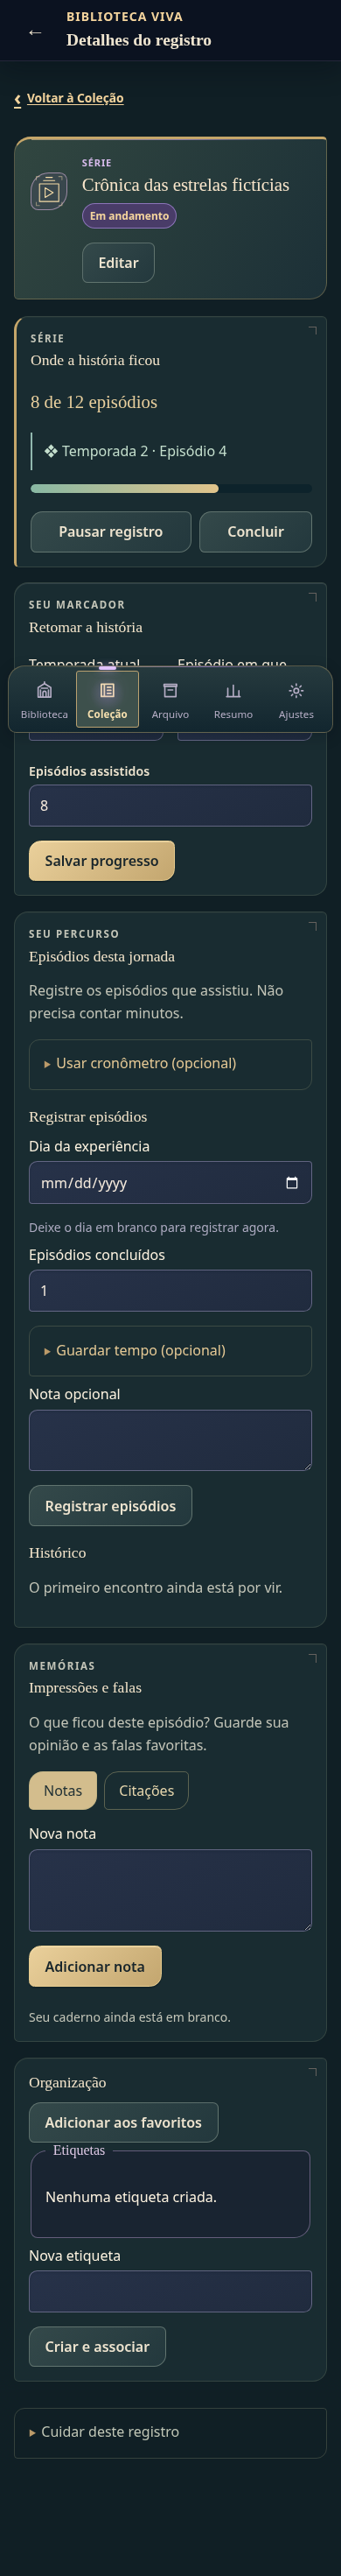 ←
BIBLIOTECA VIVA
Detalhes do registro
‹ Voltar à Coleção
SÉRIE
Crônica das estrelas fictícias
Em andamento
Editar
SÉRIE
Onde a história ficou
8 de 12 episódios
❖ Temporada 2 · Episódio 4
Pausar registro
Concluir
SEU MARCADOR
Retomar a história
Temporada atual
Episódio em que
Biblioteca
Coleção
Arquivo
Resumo
Ajustes
Episódios assistidos
8
Salvar progresso
SEU PERCURSO
Episódios desta jornada
Registre os episódios que assistiu. Não
precisa contar minutos.
▸ Usar cronômetro (opcional)
Registrar episódios
Dia da experiência
mm/dd/yyyy
Deixe o dia em branco para registrar agora.
Episódios concluídos
1
▸ Guardar tempo (opcional)
Nota opcional
Registrar episódios
Histórico
O primeiro encontro ainda está por vir.
MEMÓRIAS
Impressões e falas
O que ficou deste episódio? Guarde sua
opinião e as falas favoritas.
Notas
Citações
Nova nota
Adicionar nota
Seu caderno ainda está em branco.
Organização
Adicionar aos favoritos
Etiquetas
Nenhuma etiqueta criada.
Nova etiqueta
Criar e associar
▸ Cuidar deste registro